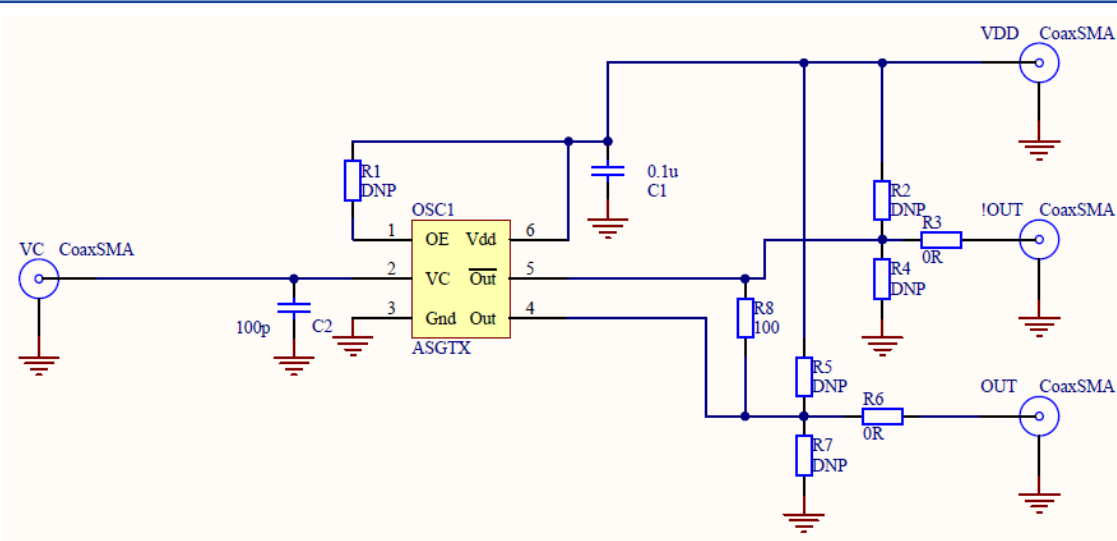 VDD CoaxSMA
R1
DNP
0.1u
C1
R2
DNP
OSC1
R3
0R
!OUT CoaxSMA
1 OE Vdd 6
VC CoaxSMA
2 VC Out 5
R4
DNP
3 Gnd Out 4
100p C2
R8
100
ASGTX
R5
DNP
OUT CoaxSMA
R6
0R
R7
DNP